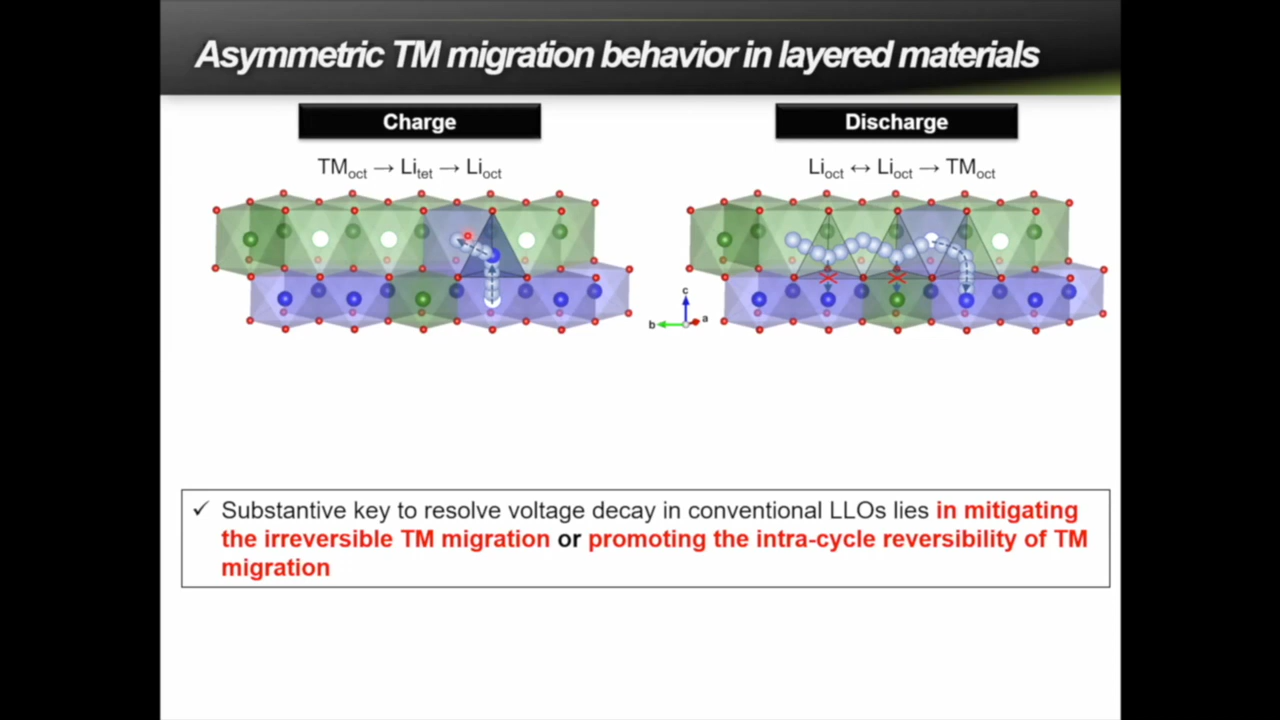 Asymmetric TM migration behavior in layered materials
Charge
Discharge
TMoct → Litet → Lioct
Lioct ↔ Lioct → TMoct
c
b
a
✓ Substantive key to resolve voltage decay in conventional LLOs lies in mitigating
the irreversible TM migration or promoting the intra-cycle reversibility of TM
migration